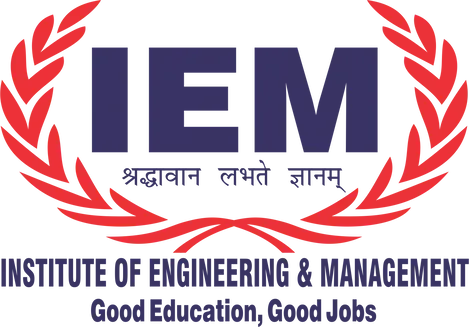 IEM
श्रद्धावान लभते ज्ञानम्
INSTITUTE OF ENGINEERING & MANAGEMENT
Good Education, Good Jobs